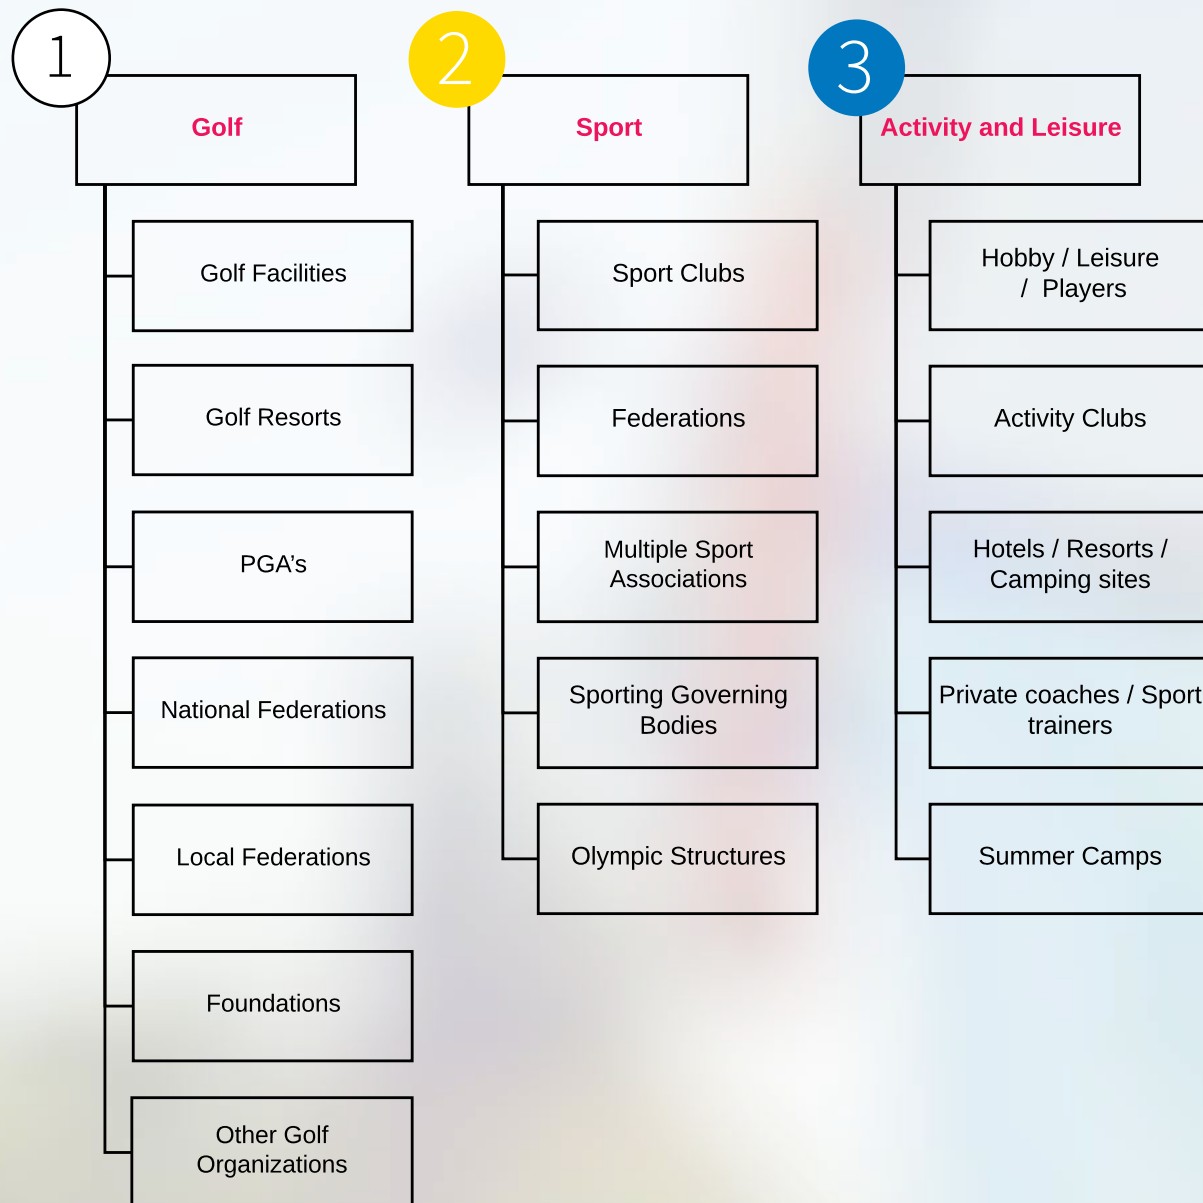 1
Golf
Golf Facilities
Golf Resorts
PGA’s
National Federations
Local Federations
Foundations
Other Golf
Organizations
2
Sport
Sport Clubs
Federations
Multiple Sport
Associations
Sporting Governing
Bodies
Olympic Structures
3
Activity and Leisure
Hobby / Leisure
/ Players
Activity Clubs
Hotels / Resorts /
Camping sites
Private coaches / Sport
trainers
Summer Camps